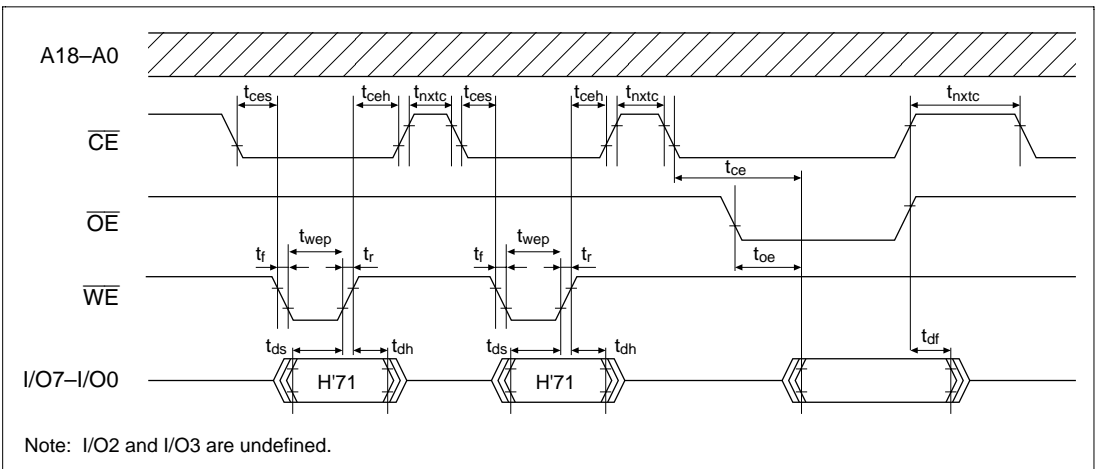 A18–A0
tces tceh tnxtc tces tceh tnxtc tnxtc
CE
tce
OE
twep twep
tf tr tf tr toe
WE
tds tdh tds tdh tdf
I/O7–I/O0 H'71 H'71
Note: I/O2 and I/O3 are undefined.